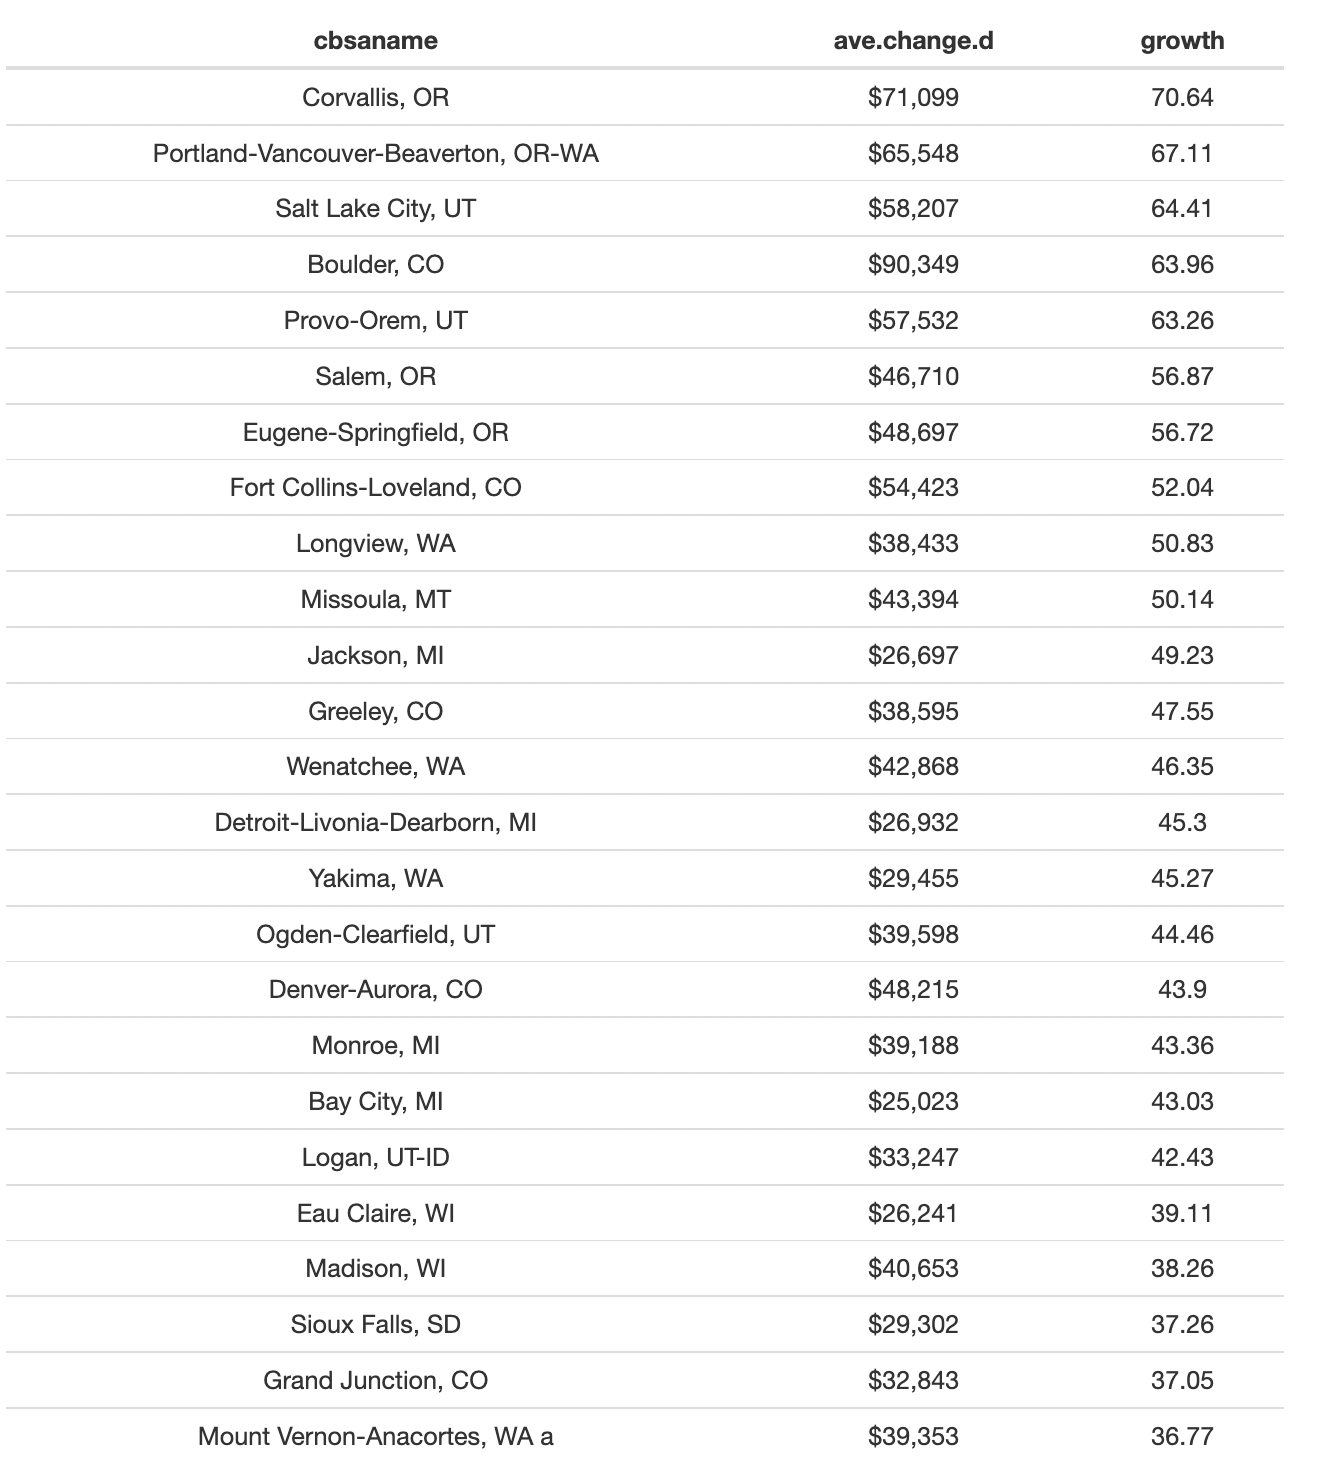 cbsaname ave.change.d growth
Corvallis, OR $71,099 70.64
Portland-Vancouver-Beaverton, OR-WA $65,548 67.11
Salt Lake City, UT $58,207 64.41
Boulder, CO $90,349 63.96
Provo-Orem, UT $57,532 63.26
Salem, OR $46,710 56.87
Eugene-Springfield, OR $48,697 56.72
Fort Collins-Loveland, CO $54,423 52.04
Longview, WA $38,433 50.83
Missoula, MT $43,394 50.14
Jackson, MI $26,697 49.23
Greeley, CO $38,595 47.55
Wenatchee, WA $42,868 46.35
Detroit-Livonia-Dearborn, MI $26,932 45.3
Yakima, WA $29,455 45.27
Ogden-Clearfield, UT $39,598 44.46
Denver-Aurora, CO $48,215 43.9
Monroe, MI $39,188 43.36
Bay City, MI $25,023 43.03
Logan, UT-ID $33,247 42.43
Eau Claire, WI $26,241 39.11
Madison, WI $40,653 38.26
Sioux Falls, SD $29,302 37.26
Grand Junction, CO $32,843 37.05
Mount Vernon-Anacortes, WA a $39,353 36.77